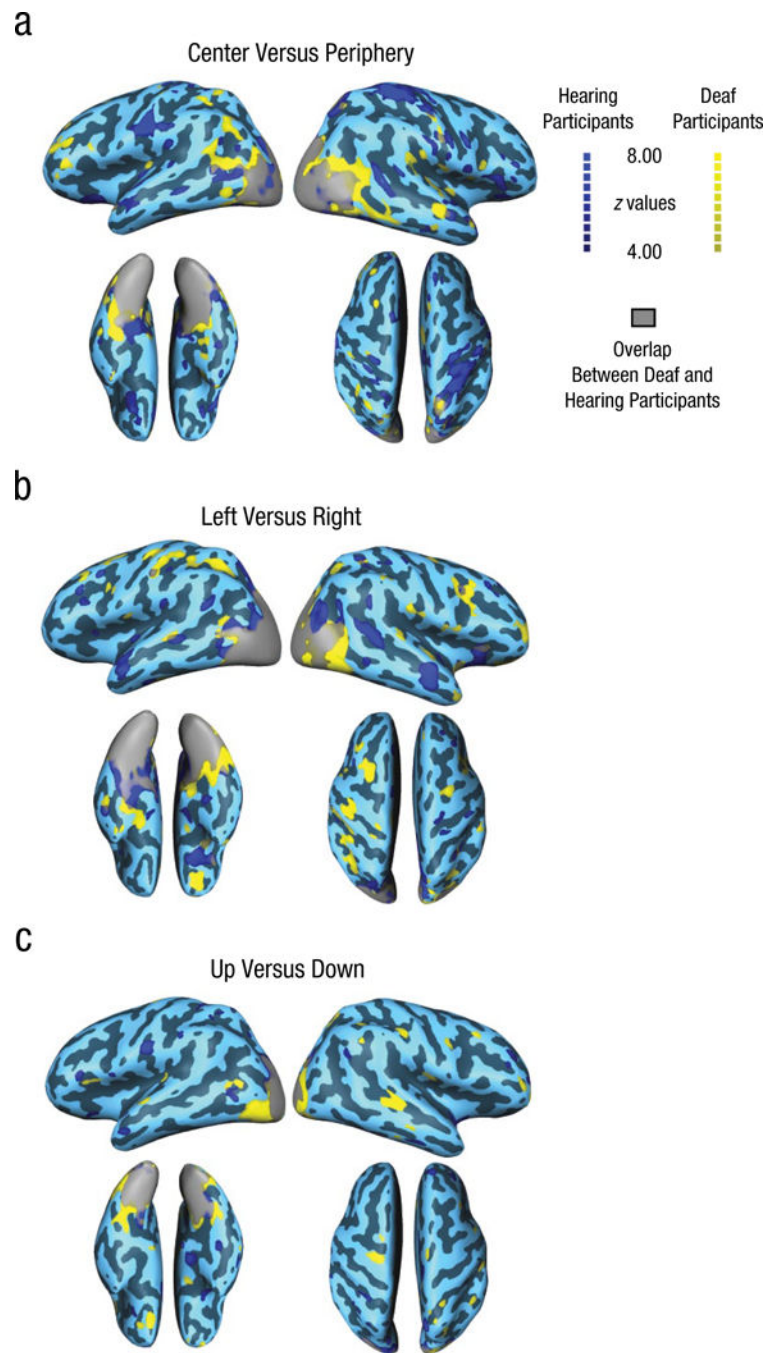 a
Center Versus Periphery
Hearing
Participants
Deaf
Participants
8.00
z values
4.00
Overlap
Between Deaf and
Hearing Participants
b
Left Versus Right
c
Up Versus Down